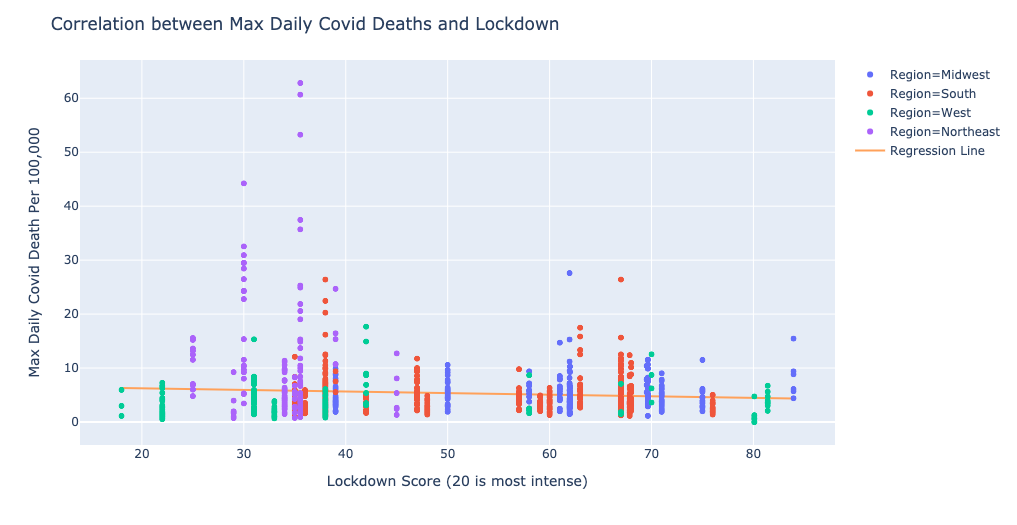 Correlation between Max Daily Covid Deaths and Lockdown
Max Daily Covid Death Per 100,000
60
50
40
30
20
10
0
20 30 40 50 60 70 80
Lockdown Score (20 is most intense)
Region=Midwest
Region=South
Region=West
Region=Northeast
Regression Line